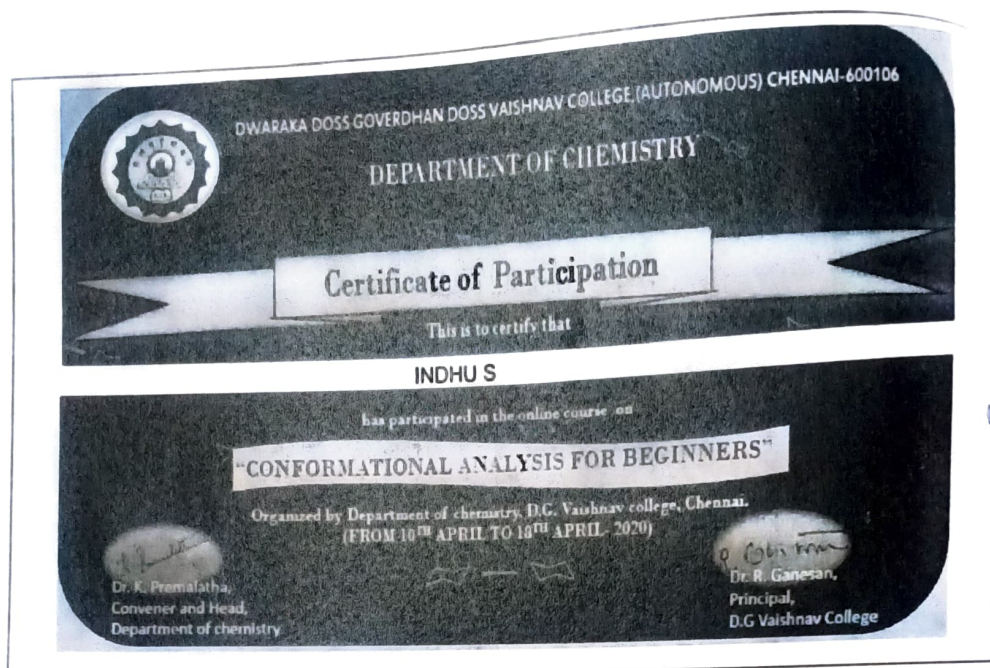 DWARAKA DOSS GOVERDHAN DOSS VAISHNAV COLLEGE,(AUTONOMOUS) CHENNAI-600106
DEPARTMENT OF CHEMISTRY
Certificate of Participation
This is to certify that
INDHU S
has participated in the online course on
"CONFORMATIONAL ANALYSIS FOR BEGINNERS"
Organized by Department of chemistry, D.G. Vaishnav college, Chennai.
(FROM 10TH APRIL TO 18TH APRIL- 2020)
Dr. K. Premalatha,
Convener and Head,
Department of chemistry
Dr. R. Ganesan,
Principal,
D.G Vaishnav College